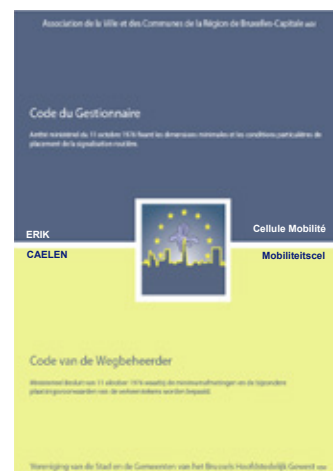 Association de la Ville et des Communes de la Région de Bruxelles-Capitale asbl
Code du Gestionnaire
Arrêté ministériel du 11 octobre 1976 fixant les dimensions minimales et les conditions particulières de
placement de la signalisation routière.
ERIK
Cellule Mobilité
CAELEN
Mobiliteitscel
Code van de Wegbeheerder
Ministerieel Besluit van 11 oktober 1976 waarbij de minimumafmetingen en de bijzondere
plaatsingsvoorwaarden van de verkeerstekens worden bepaald.
Vereniging van de Stad en de Gemeenten van het Brussels Hoofdstedelijk Gewest vzw